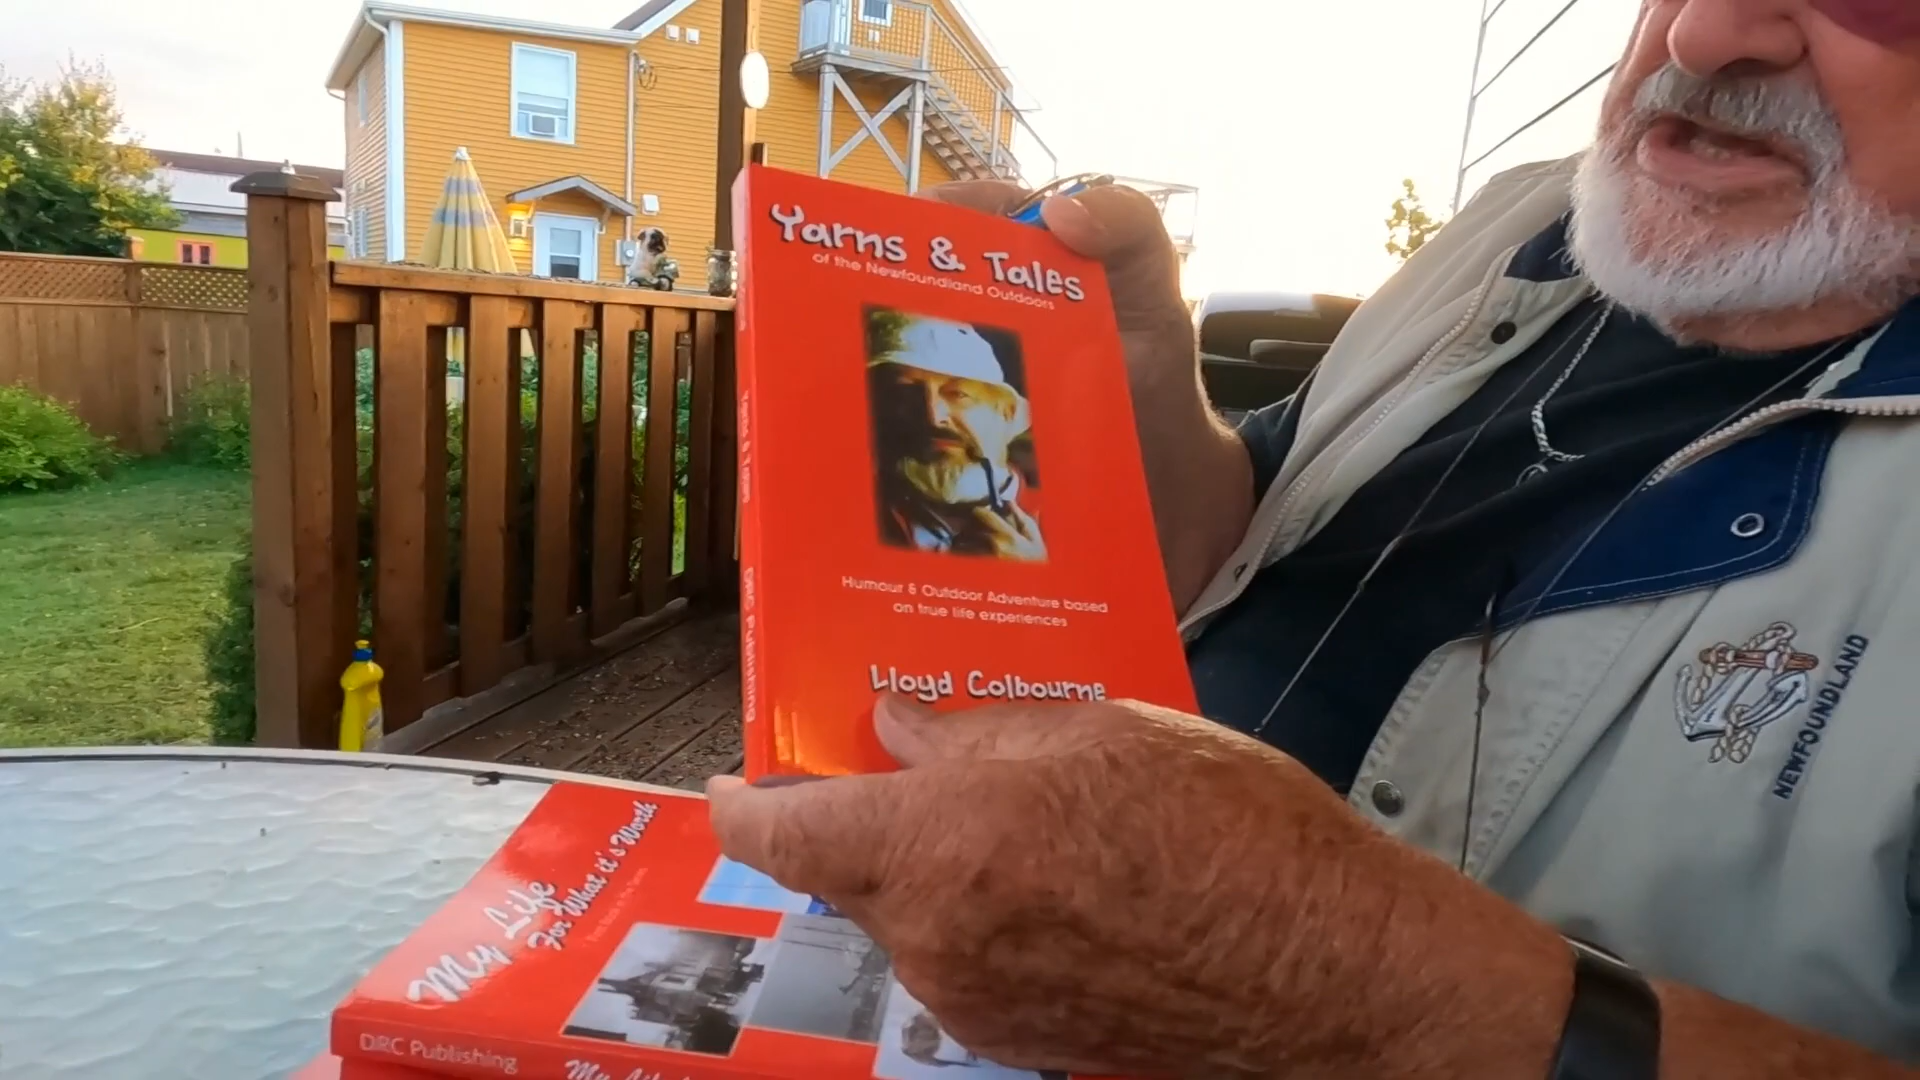 Yarns & Tales
of the Newfoundland Outdoors
Humour & Outdoor Adventure based
on true life experiences
Lloyd Colbourne
Yarns & Tales
DRC Publishing
My Life
For What it's Worth
DRC Publishing
NEWFOUNDLAND